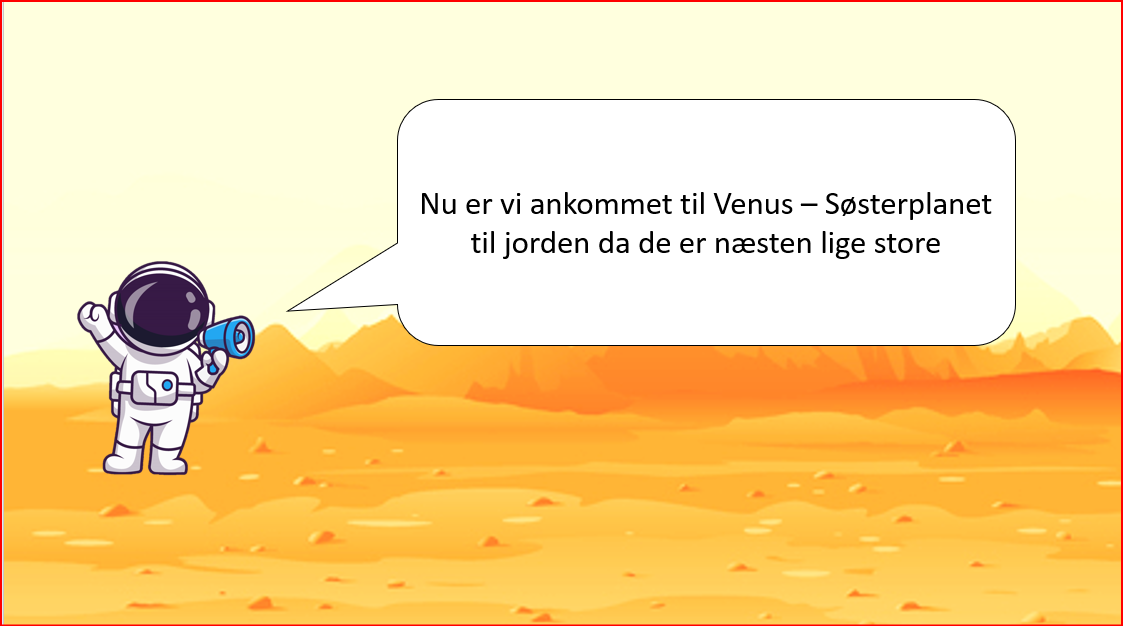 Nu er vi ankommet til Venus – Søsterplanet
til jorden da de er næsten lige store